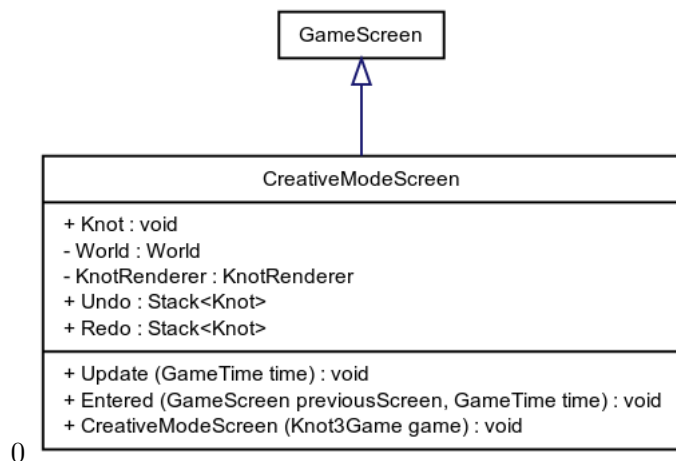 GameScreen
CreativeModeScreen
+ Knot : void
- World : World
- KnotRenderer : KnotRenderer
+ Undo : Stack<Knot>
+ Redo : Stack<Knot>
+ Update (GameTime time) : void
+ Entered (GameScreen previousScreen, GameTime time) : void
+ CreativeModeScreen (Knot3Game game) : void
0